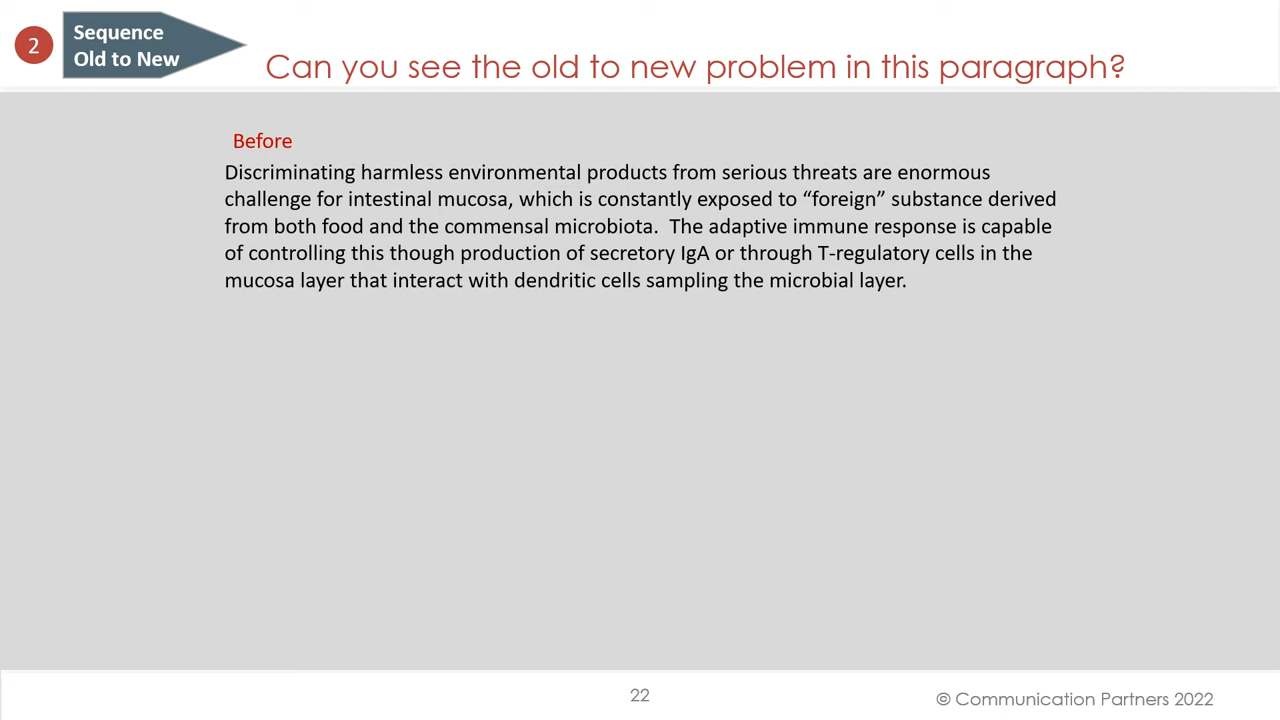 2
Sequence
Old to New
Can you see the old to new problem in this paragraph?
Before
Discriminating harmless environmental products from serious threats are enormous
challenge for intestinal mucosa, which is constantly exposed to “foreign” substance derived
from both food and the commensal microbiota.  The adaptive immune response is capable
of controlling this though production of secretory IgA or through T-regulatory cells in the
mucosa layer that interact with dendritic cells sampling the microbial layer.
22
© Communication Partners 2022